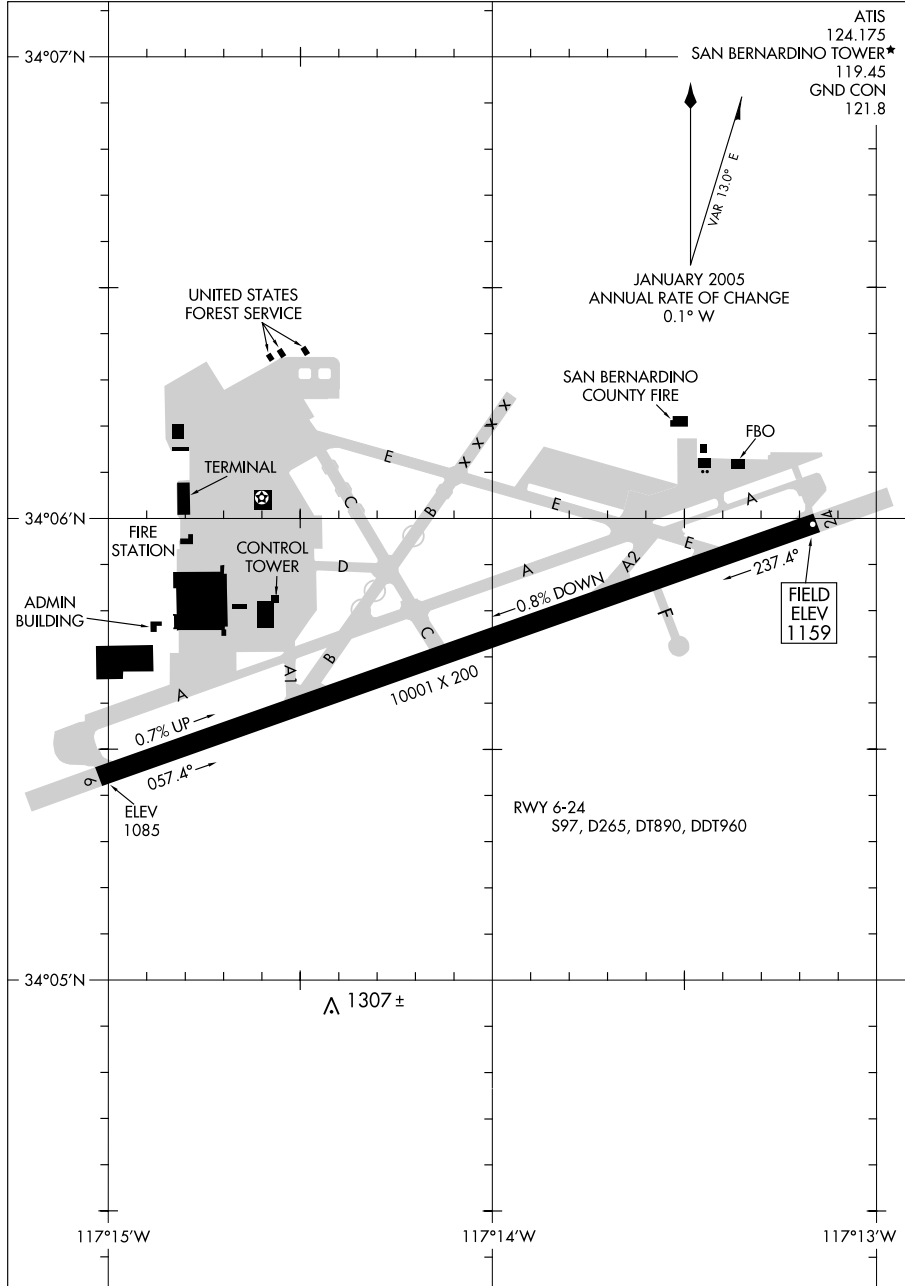 ATIS
124.175
SAN BERNARDINO TOWER★
119.45
GND CON
121.8
34°07'N
VAR 13.0° E
JANUARY 2005
ANNUAL RATE OF CHANGE
0.1° W
UNITED STATES
FOREST SERVICE
SAN BERNARDINO
COUNTY FIRE
FBO
X
X
X
X
E
TERMINAL
C
B
E
A
34°06'N
24
FIRE
STATION
CONTROL
TOWER
D
A
A2
E
237.4°
0.8% DOWN
FIELD
ELEV
1159
ADMIN
BUILDING
F
C
B
A1
10001 X 200
A
0.7% UP
057.4°
6
ELEV
1085
RWY 6-24
S97, D265, DT890, DDT960
34°05'N
1307 ±
117°15'W
117°14'W
117°13'W